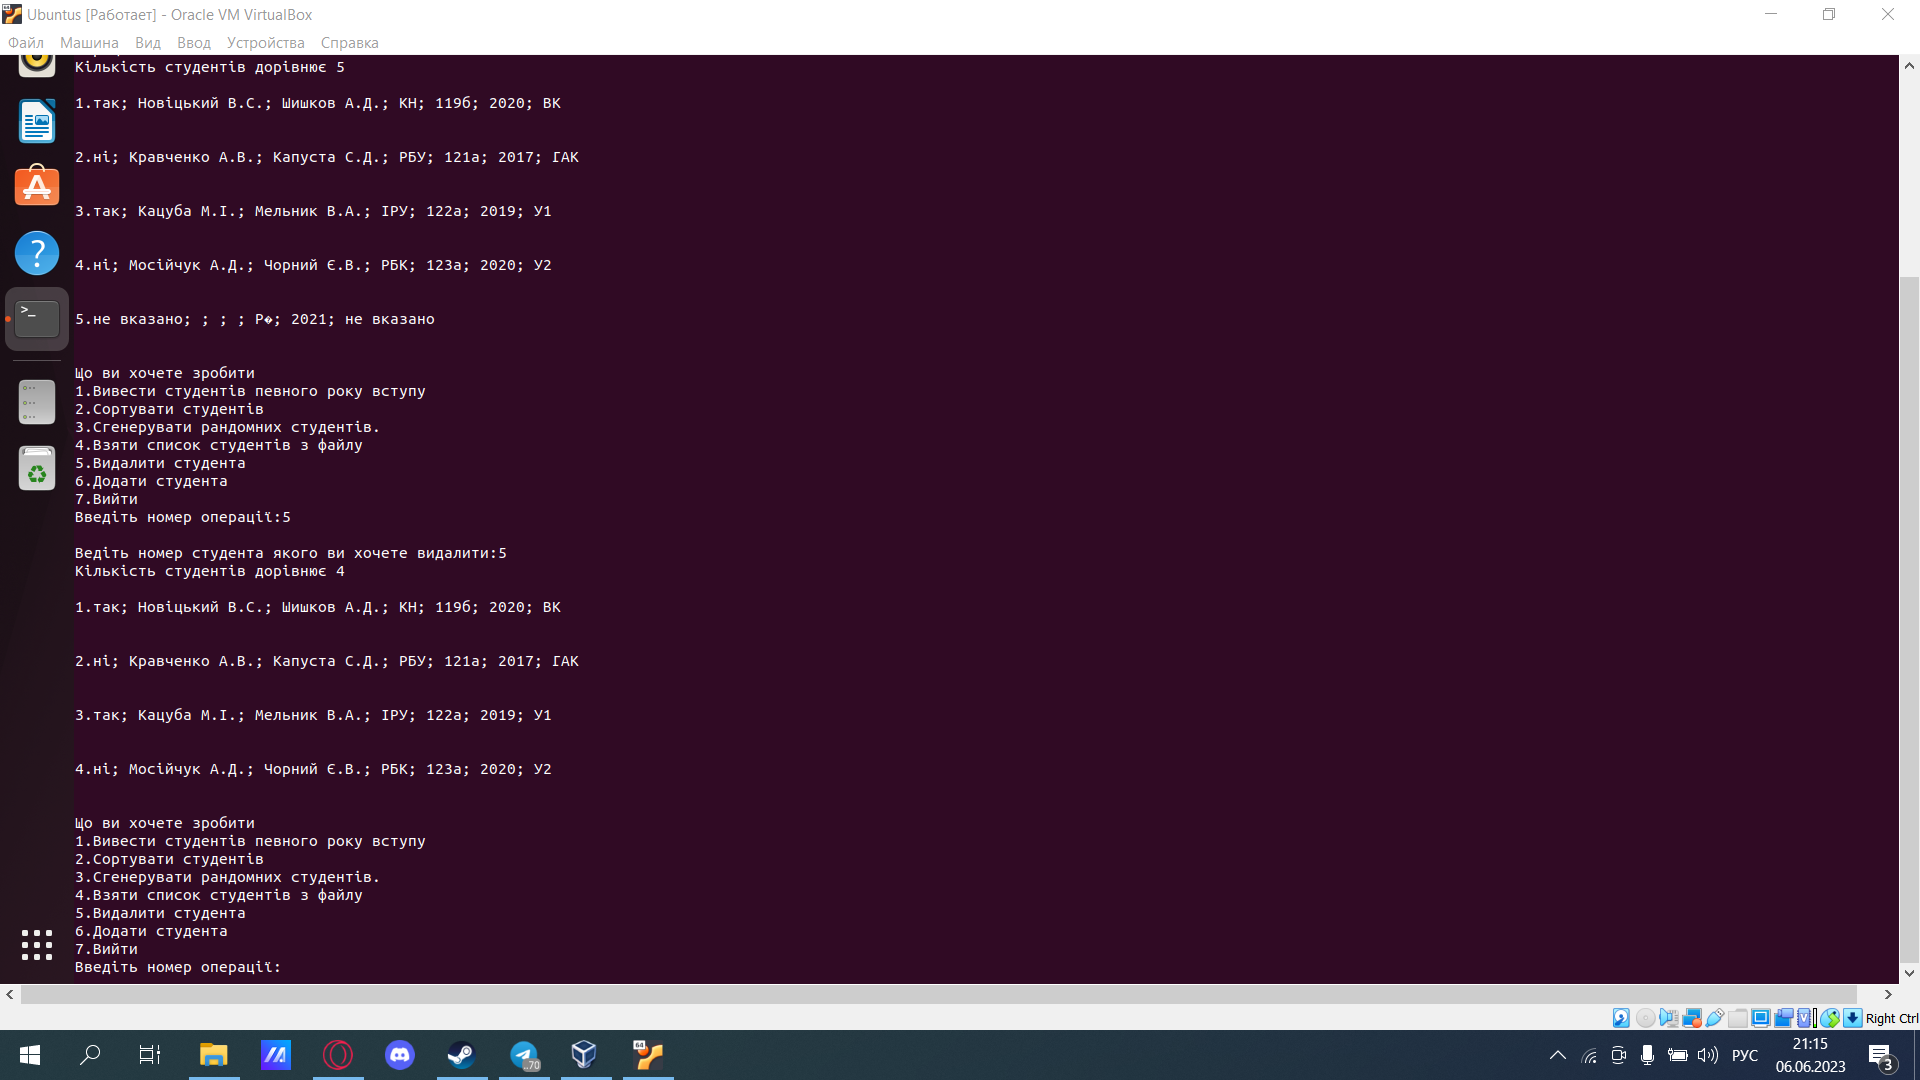 Ubuntus [Работает] - Oracle VM VirtualBox
Файл Машина Вид Ввод Устройства Справка
Кількість студентів дорівнює 5
1.так; Новіцький В.С.; Шишков А.Д.; КН; 119б; 2020; ВК
2.ні; Кравченко А.В.; Капуста С.Д.; РБУ; 121а; 2017; ГАК
3.так; Кацуба М.І.; Мельник В.А.; ІРУ; 122а; 2019; У1
4.ні; Мосійчук А.Д.; Чорний Є.В.; РБК; 123а; 2020; У2
5.не вказано; ; ; ; Р�; 2021; не вказано
Що ви хочете зробити
1.Вивести студентів певного року вступу
2.Сортувати студентів
3.Сгенерувати рандомних студентів.
4.Взяти список студентів з файлу
5.Видалити студента
6.Додати студента
7.Вийти
Введіть номер операції:5
Ведіть номер студента якого ви хочете видалити:5
Кількість студентів дорівнює 4
1.так; Новіцький В.С.; Шишков А.Д.; КН; 119б; 2020; ВК
2.ні; Кравченко А.В.; Капуста С.Д.; РБУ; 121а; 2017; ГАК
3.так; Кацуба М.І.; Мельник В.А.; ІРУ; 122а; 2019; У1
4.ні; Мосійчук А.Д.; Чорний Є.В.; РБК; 123а; 2020; У2
Що ви хочете зробити
1.Вивести студентів певного року вступу
2.Сортувати студентів
3.Сгенерувати рандомних студентів.
4.Взяти список студентів з файлу
5.Видалити студента
6.Додати студента
7.Вийти
Введіть номер операції:
Right Ctrl
64
..70
РУС
21:15
06.06.2023
3